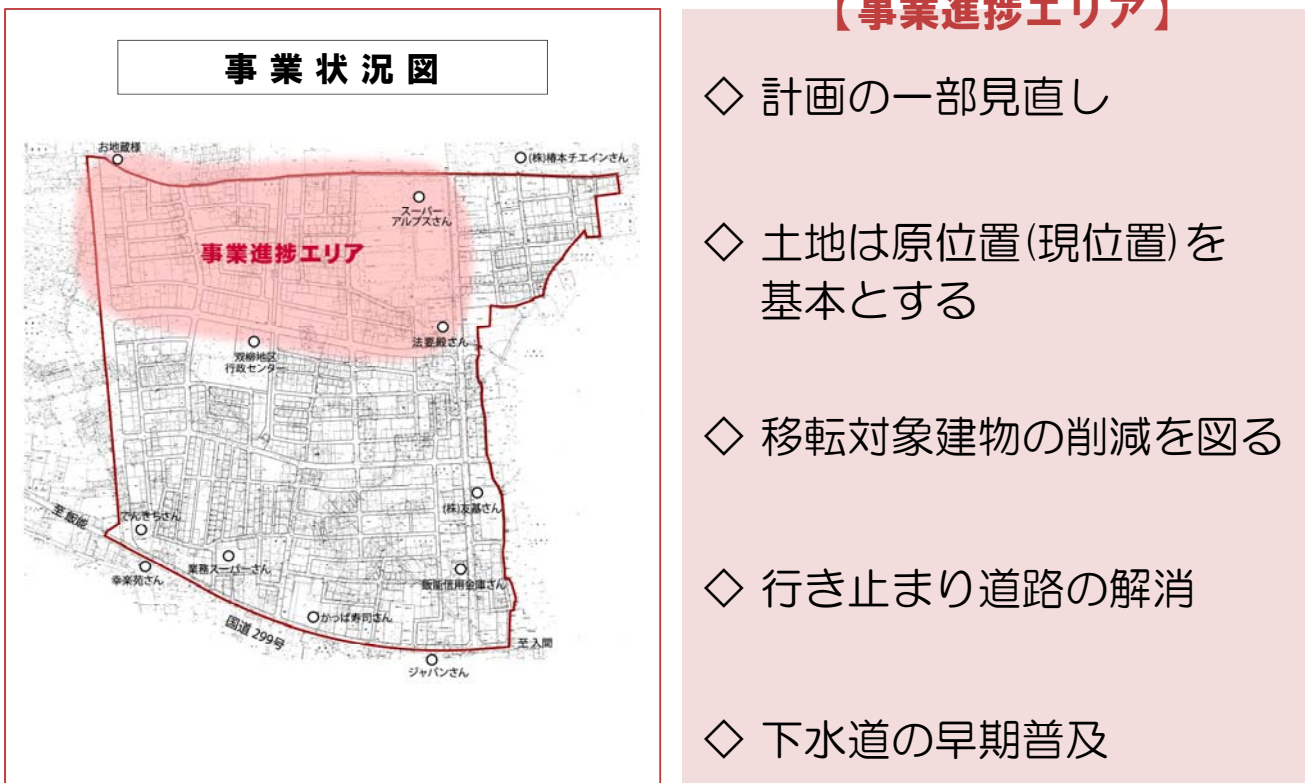 事業状況図
お地蔵様
(株)椿本チエインさん
スーパー
アルプスさん
事業進捗エリア
法要殿さん
双柳地区
行政センター
(株)友基さん
至 飯能
でんきちさん
幸楽苑さん
業務スーパーさん
飯能信用金庫さん
かっぱ寿司さん
国道 299号
至 入間
ジャパンさん
【事業進捗エリア】
◇ 計画の一部見直し
◇ 土地は原位置(現位置)を
基本とする
◇ 移転対象建物の削減を図る
◇ 行き止まり道路の解消
◇ 下水道の早期普及